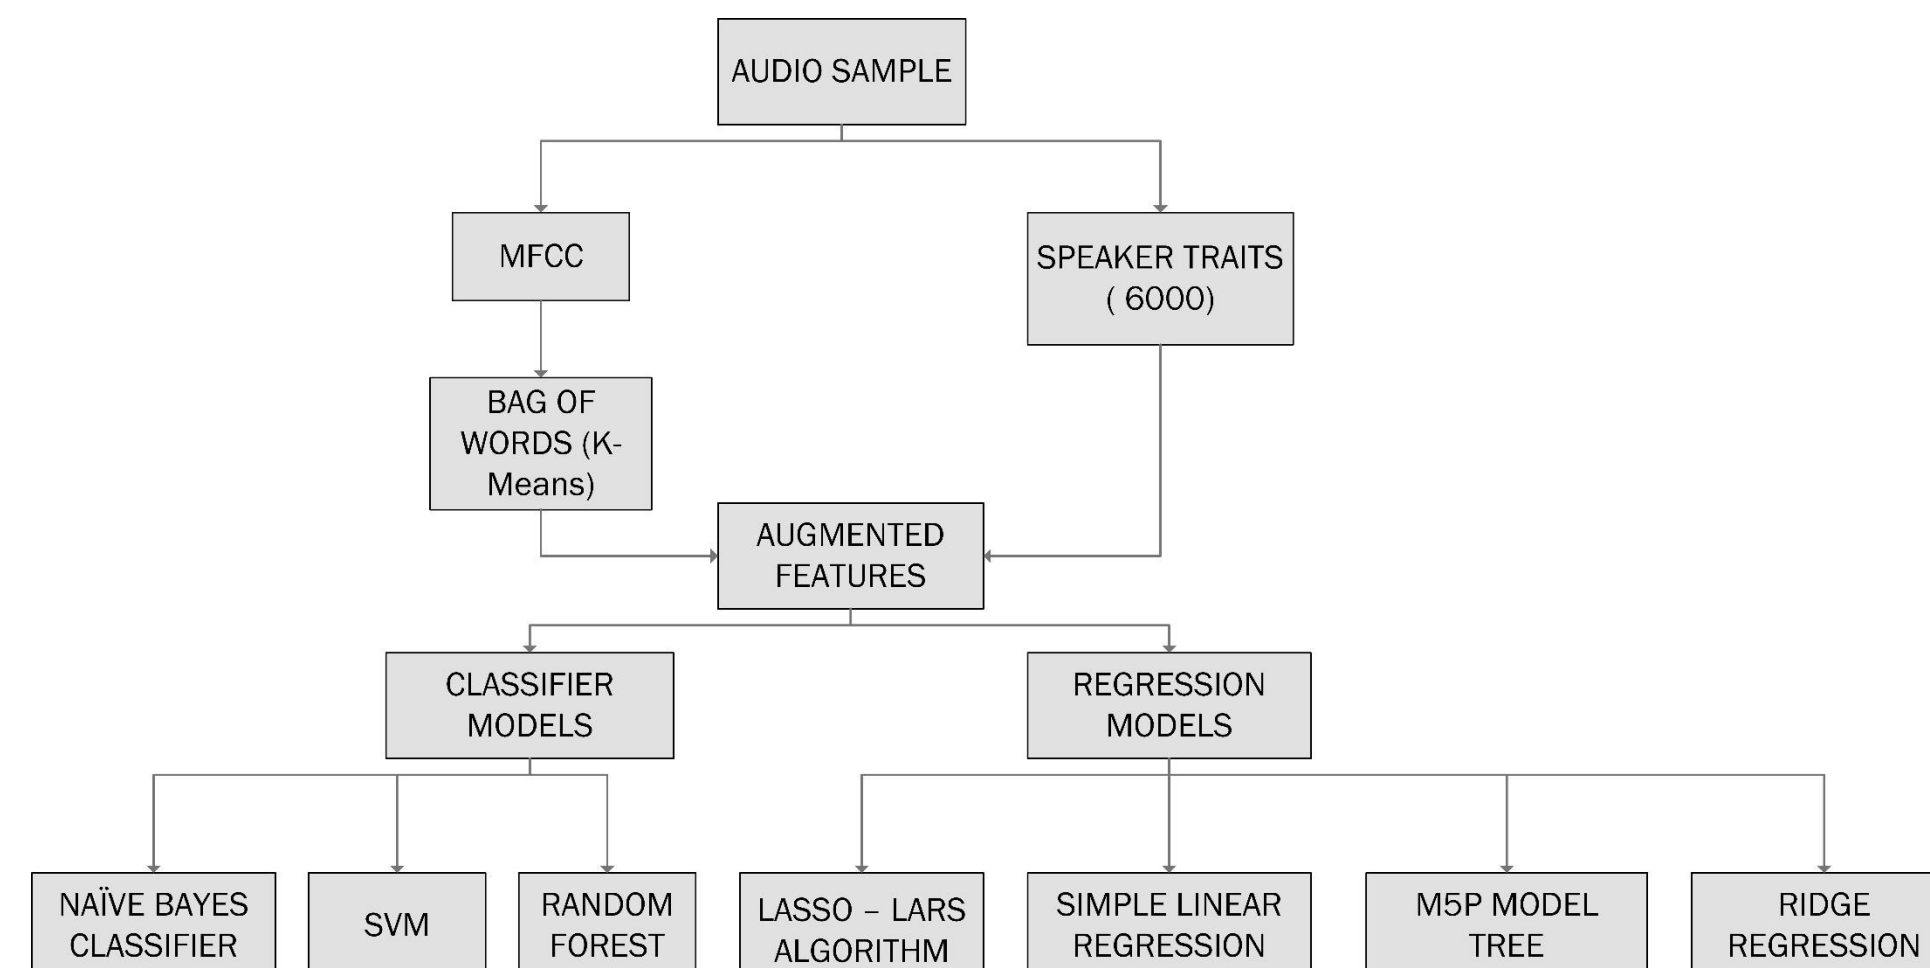 AUDIO SAMPLE
MFCC
SPEAKER TRAITS
( 6000)
BAG OF
WORDS (K-
Means)
AUGMENTED
FEATURES
CLASSIFIER
MODELS
REGRESSION
MODELS
NAÏVE BAYES
CLASSIFIER
SVM
RANDOM
FOREST
LASSO – LARS
ALGORITHM
SIMPLE LINEAR
REGRESSION
M5P MODEL
TREE
RIDGE
REGRESSION